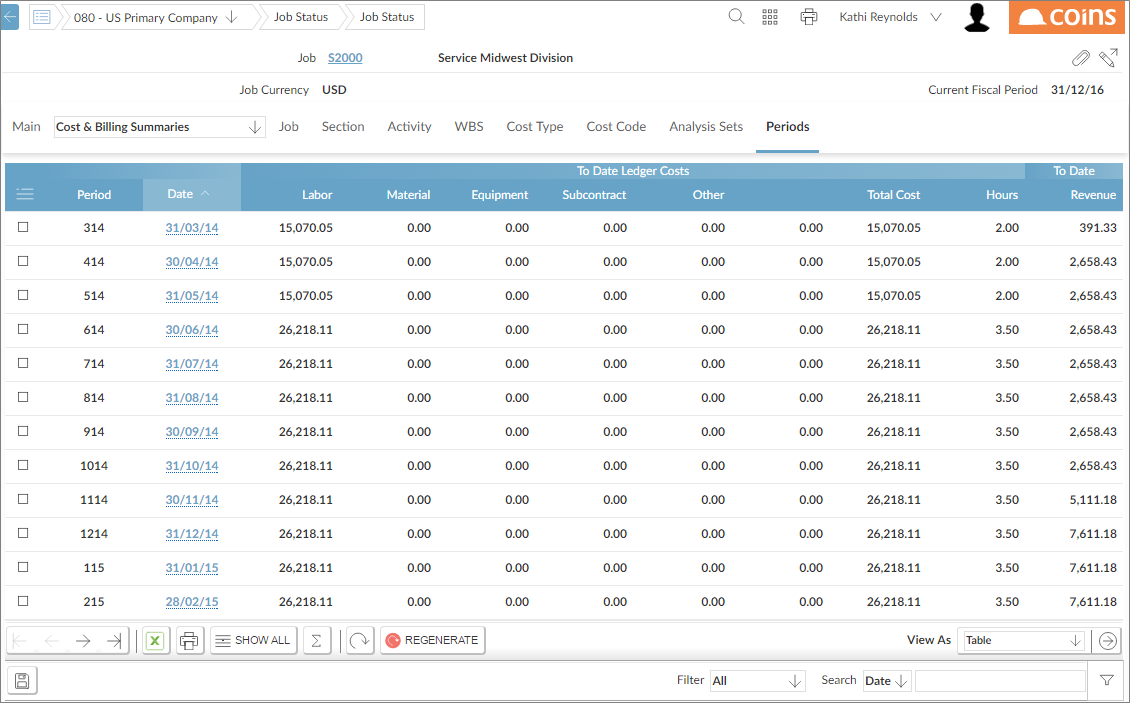 080 - US Primary Company Job Status Job Status Kathi Reynolds coins
Job S2000 Service Midwest Division
Job Currency USD Current Fiscal Period 31/12/16
Main Cost & Billing Summaries Job Section Activity WBS Cost Type Cost Code Analysis Sets Periods
To Date Ledger Costs To Date
Period Date Labor Material Equipment Subcontract Other Total Cost Hours Revenue
314 31/03/14 15,070.05 0.00 0.00 0.00 0.00 0.00 15,070.05 2.00 391.33
414 30/04/14 15,070.05 0.00 0.00 0.00 0.00 0.00 15,070.05 2.00 2,658.43
514 31/05/14 15,070.05 0.00 0.00 0.00 0.00 0.00 15,070.05 2.00 2,658.43
614 30/06/14 26,218.11 0.00 0.00 0.00 0.00 0.00 26,218.11 3.50 2,658.43
714 31/07/14 26,218.11 0.00 0.00 0.00 0.00 0.00 26,218.11 3.50 2,658.43
814 31/08/14 26,218.11 0.00 0.00 0.00 0.00 0.00 26,218.11 3.50 2,658.43
914 30/09/14 26,218.11 0.00 0.00 0.00 0.00 0.00 26,218.11 3.50 2,658.43
1014 31/10/14 26,218.11 0.00 0.00 0.00 0.00 0.00 26,218.11 3.50 2,658.43
1114 30/11/14 26,218.11 0.00 0.00 0.00 0.00 0.00 26,218.11 3.50 5,111.18
1214 31/12/14 26,218.11 0.00 0.00 0.00 0.00 0.00 26,218.11 3.50 7,611.18
115 31/01/15 26,218.11 0.00 0.00 0.00 0.00 0.00 26,218.11 3.50 7,611.18
215 28/02/15 26,218.11 0.00 0.00 0.00 0.00 0.00 26,218.11 3.50 7,611.18
X SHOW ALL Σ REGENERATE View As Table
Filter All Search Date